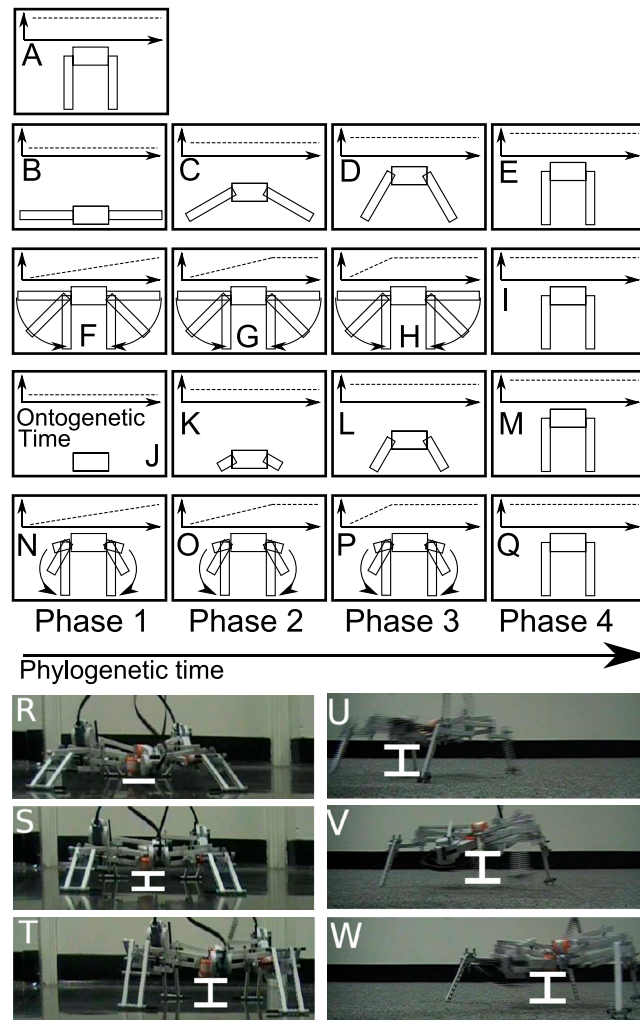 A
B C D E
F G H I
Ontogenetic
Time
J K L M
N O P Q
Phase 1 Phase 2 Phase 3 Phase 4
Phylogenetic time
R U
S V
T W